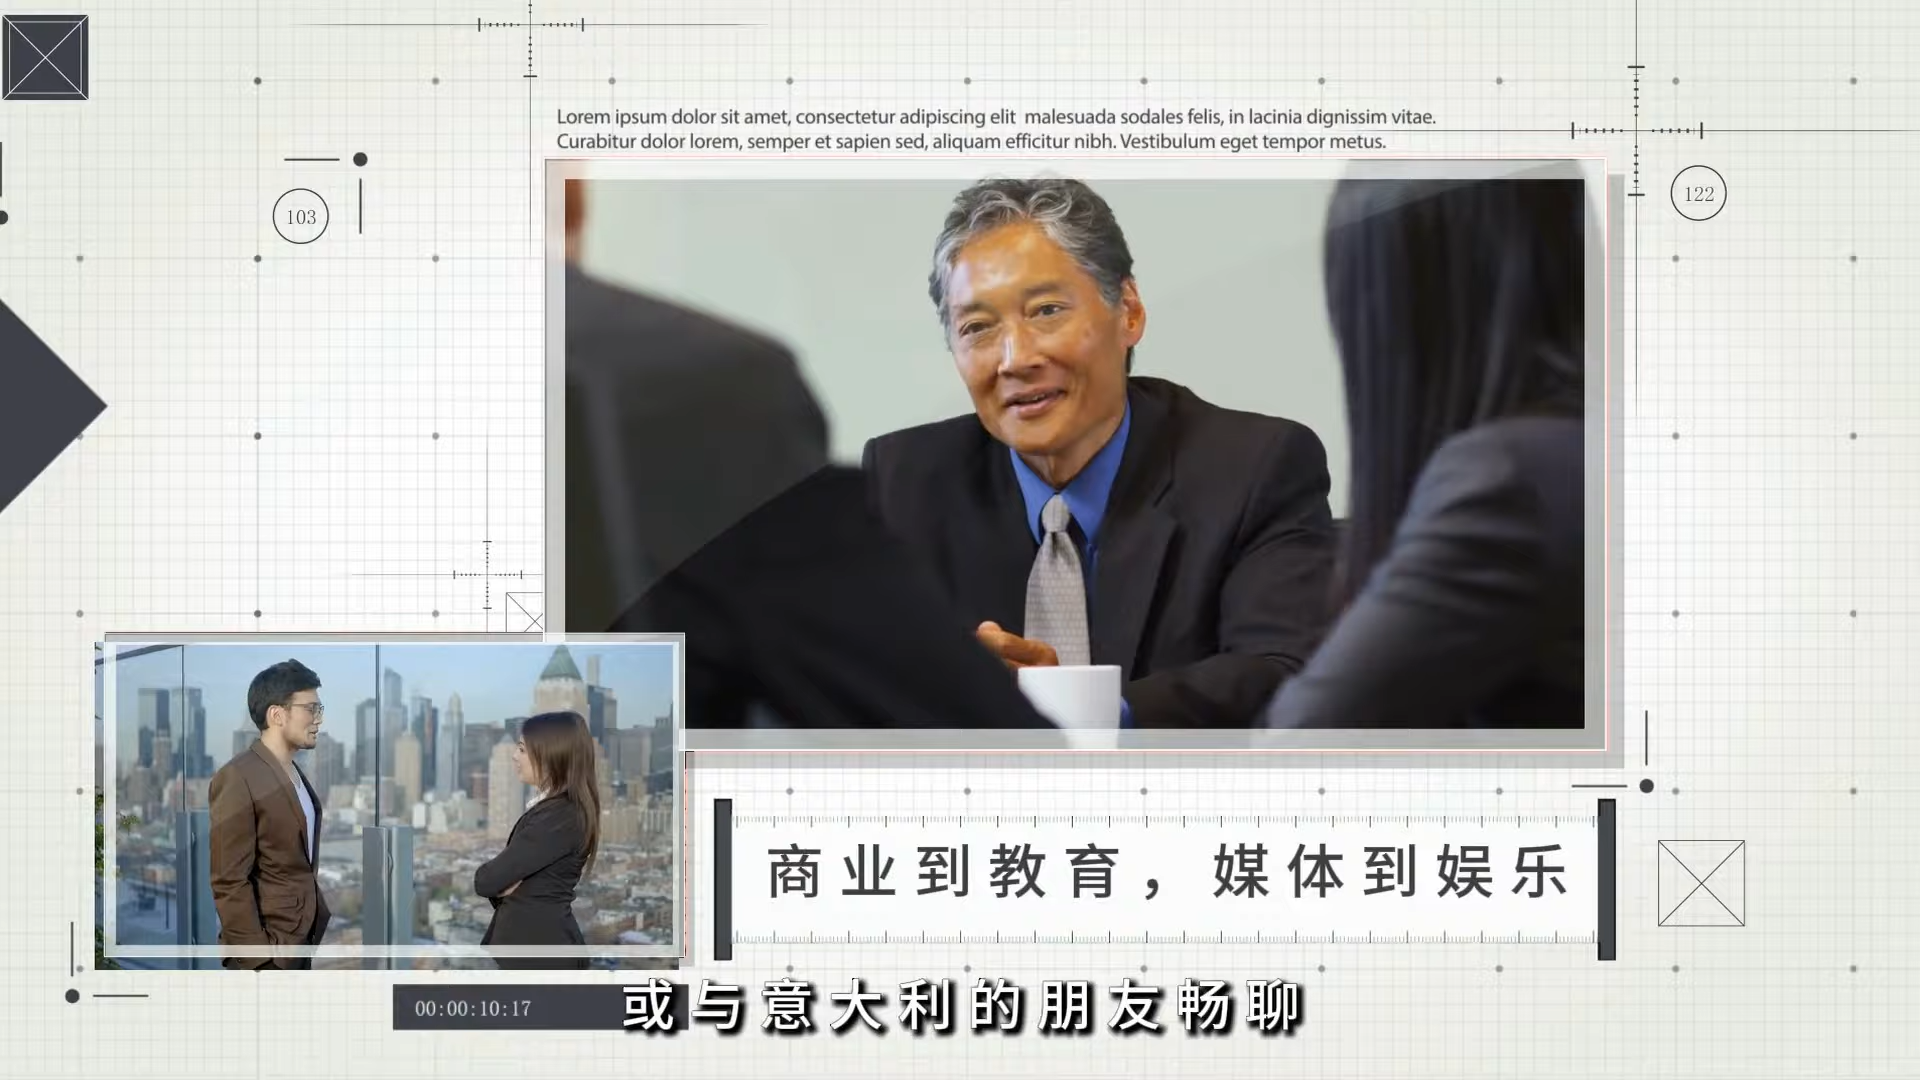 Lorem ipsum dolor sit amet, consectetur adipiscing elit  malesuada sodales felis, in lacinia dignissim vitae.
Curabitur dolor lorem, semper et sapien sed, aliquam efficitur nibh. Vestibulum eget tempor metus.
103
122
商业到教育，媒体到娱乐
00:00:10:17
或与意大利的朋友畅聊